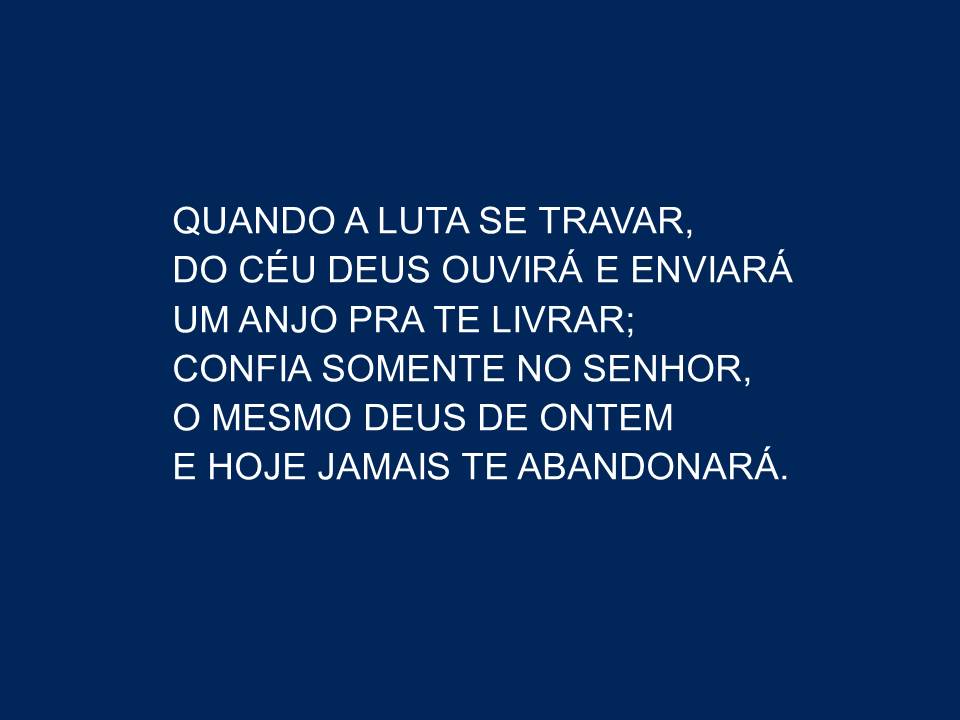 QUANDO A LUTA SE TRAVAR,
DO CÉU DEUS OUVIRÁ E ENVIARÁ
UM ANJO PRA TE LIVRAR;
CONFIA SOMENTE NO SENHOR,
O MESMO DEUS DE ONTEM
E HOJE JAMAIS TE ABANDONARÁ.